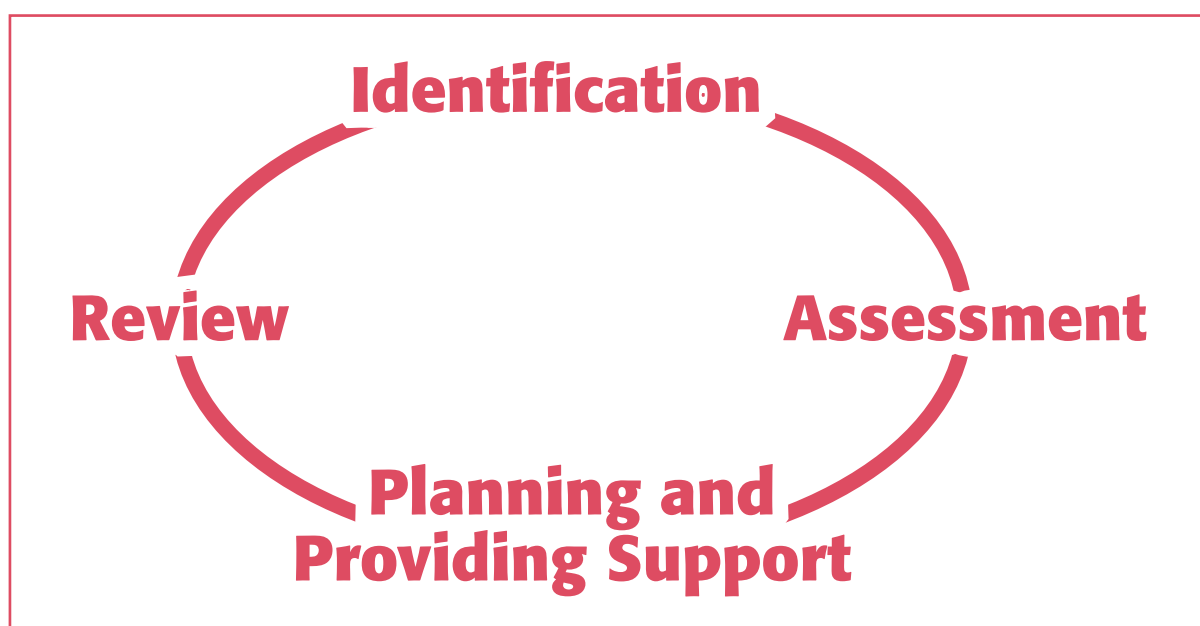 Identification
Review
Assessment
Planning and
Providing Support